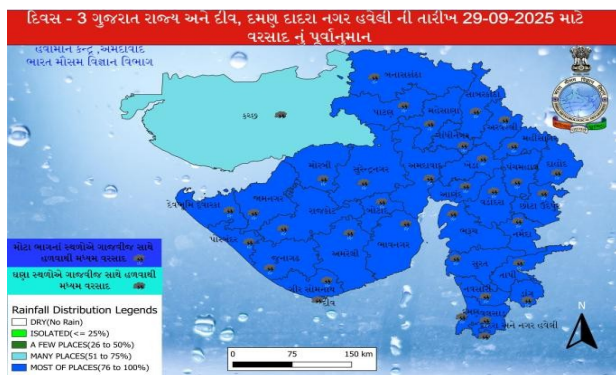 દિવસ - 3 ગુજરાત રાજ્ય અને દીવ, દમણ દાદરા નગર હવેલી ની તારીખ 29-09-2025 માટે
વરસાદ નું પૂર્વાનુમાન
હવામાન કેન્દ્ર ,અમદાવાદ
ભારત મૌસમ વિજ્ઞાન વિભાગ
બનાસકાંઠા
પાટણ
મહેસાણા
સાબરકાંઠા
અરવલ્લી
ગાંધીનગર
મહીસાગર
કચ્છ
મોરબી
સુરેન્દ્રનગર
અમદાવાદ
ખેડા
પંચમહાલ
દાહોદ
આણંદ
વડોદરા
છોટા ઉદેપુર
દેવભૂમિ દ્વારકા
જામનગર
રાજકોટ
બોટાદ
પોરબંદર
જુનાગઢ
અમરેલી
ભાવનગર
ભરૂચ
નર્મદા
ગીર સોમનાથ
દીવ
સુરત
તાપી
નવસારી
ડાંગ
દમણ
વલસાડ
દાદરા અને નગર હવેલી
મોટા ભાગનાં સ્થળોએ ગાજવીજ સાથે
હળવાથી મધ્યમ વરસાદ
ઘણા સ્થળોએ ગાજવીજ સાથે હળવાથી
મધ્યમ વરસાદ
Rainfall Distribution Legends
DRY(No Rain)
ISOLATED(<= 25%)
A FEW PLACES(26 to 50%)
MANY PLACES(51 to 75%)
MOST OF PLACES(76 to 100%)
0 75 150 km
N